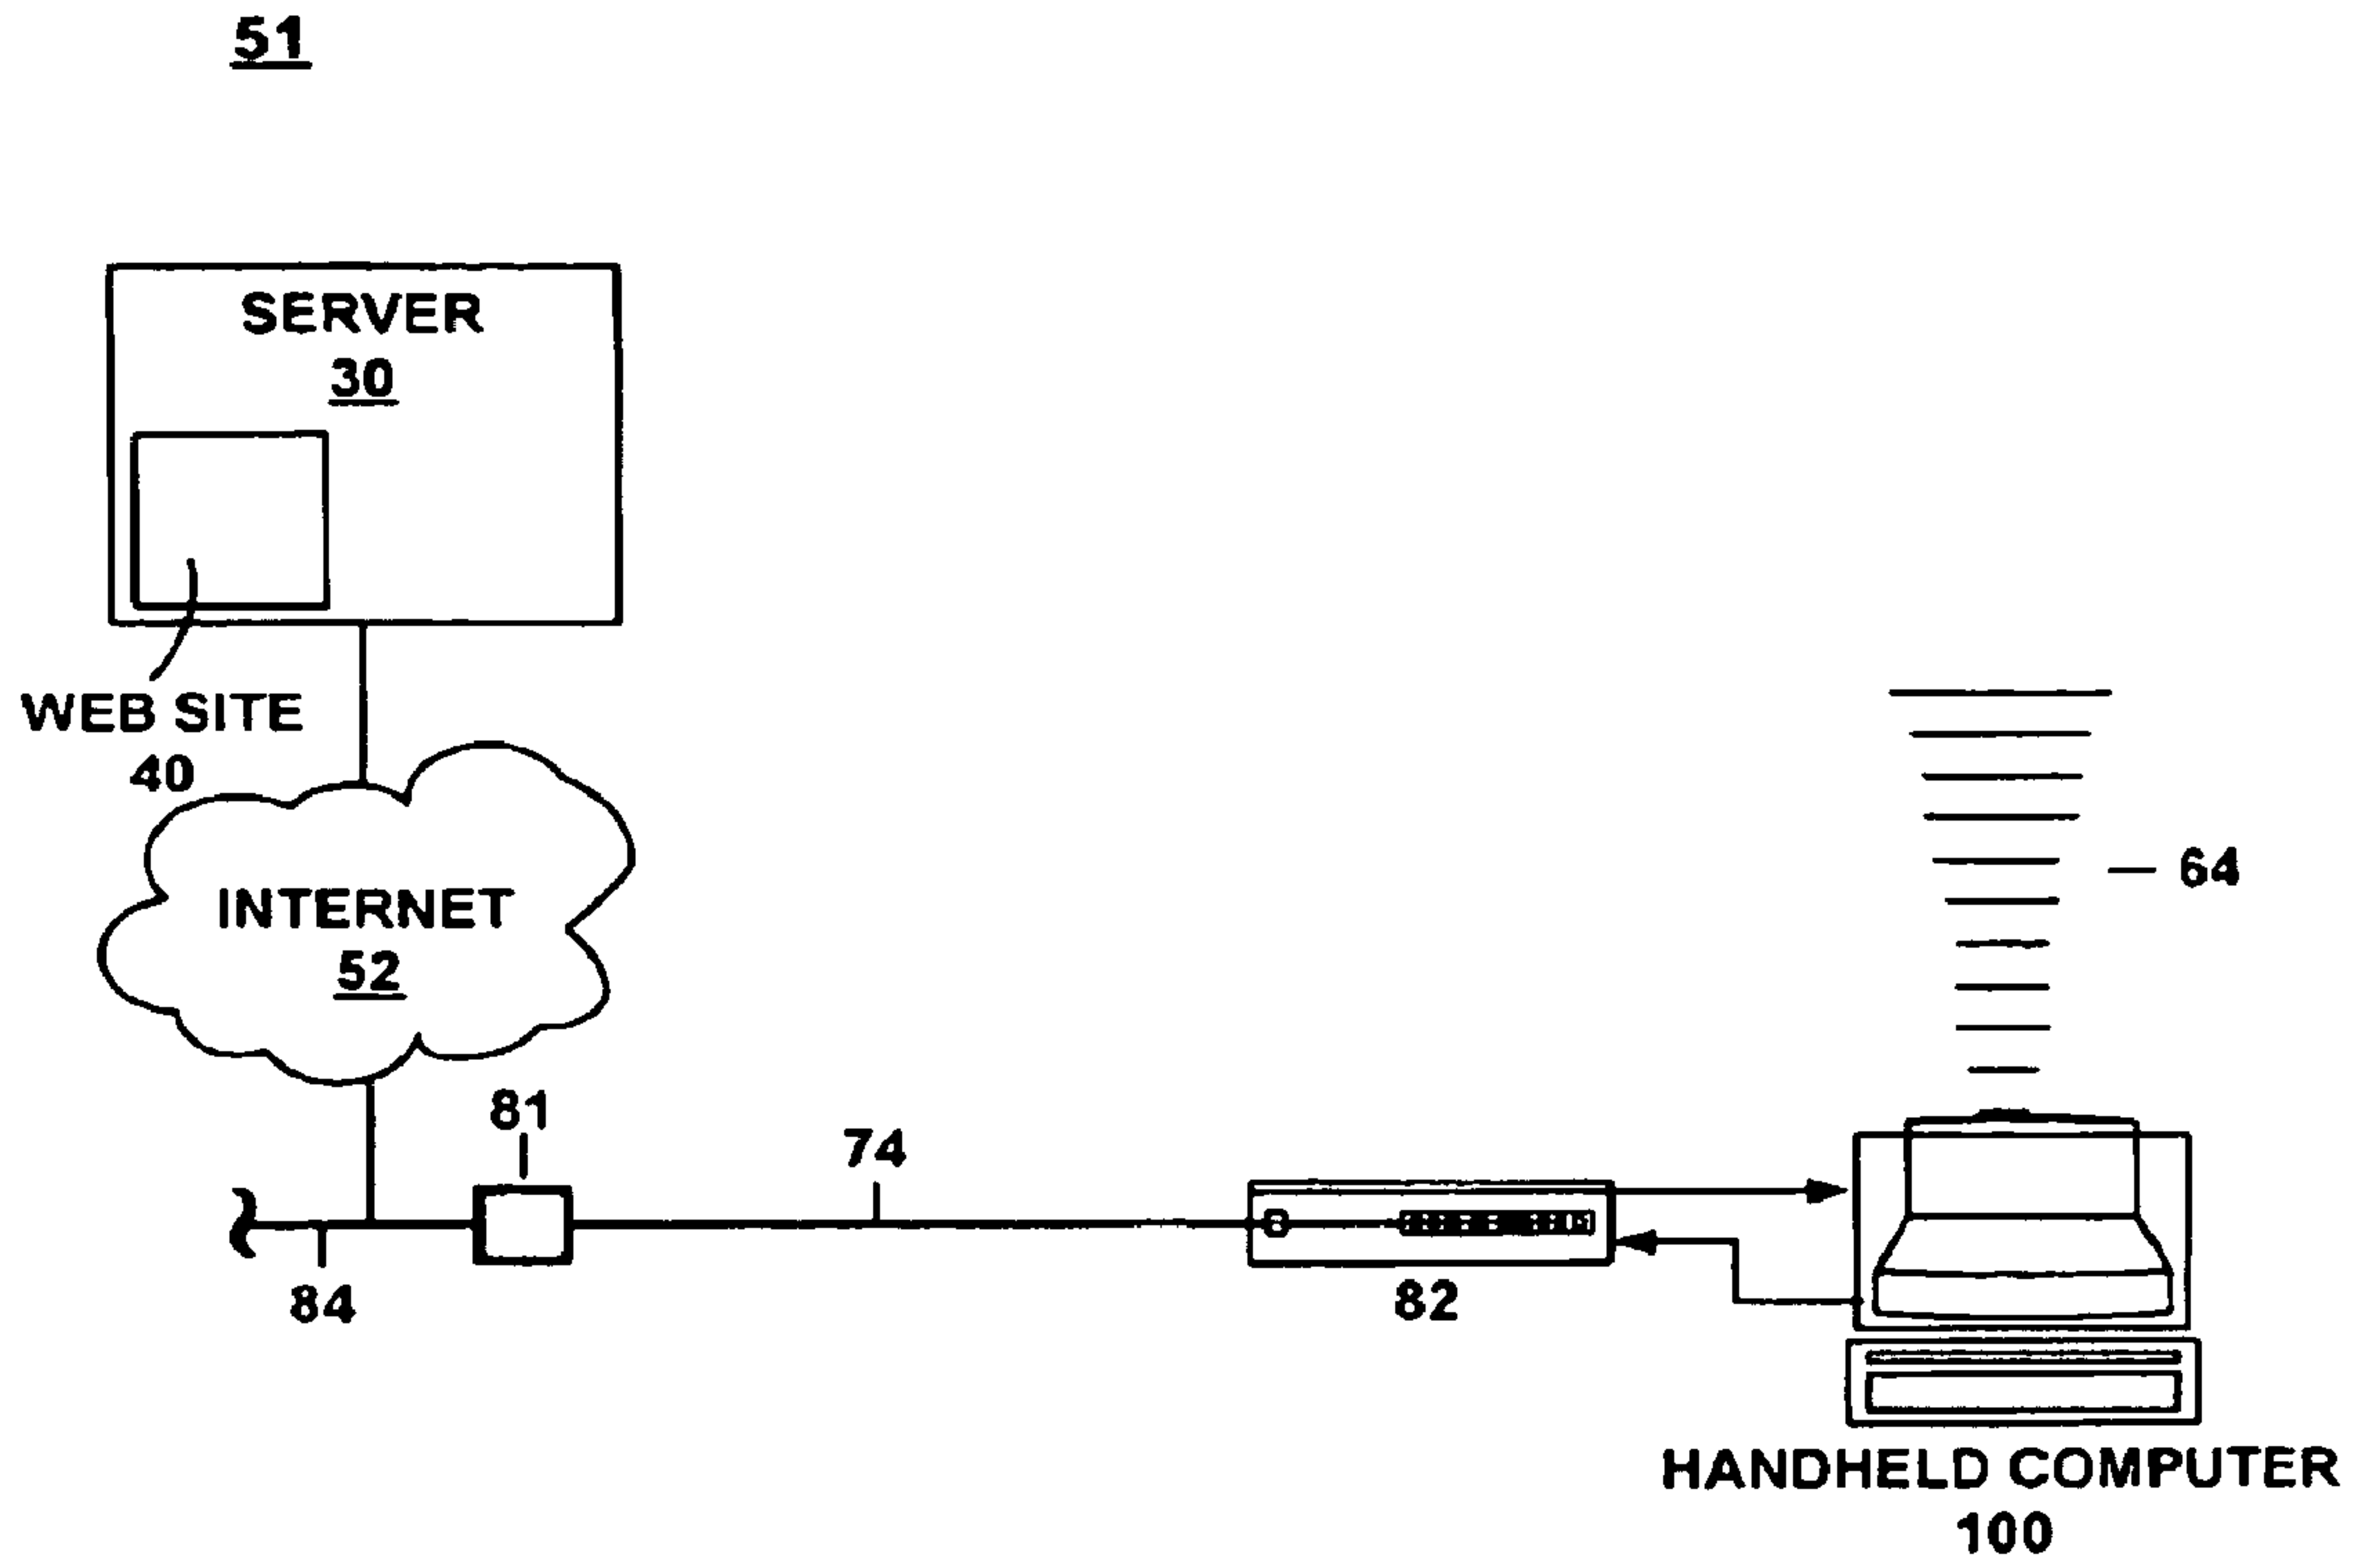 51
SERVER
30
WEB SITE
40
INTERNET
52
64
81
74
84
82
HANDHELD COMPUTER
100